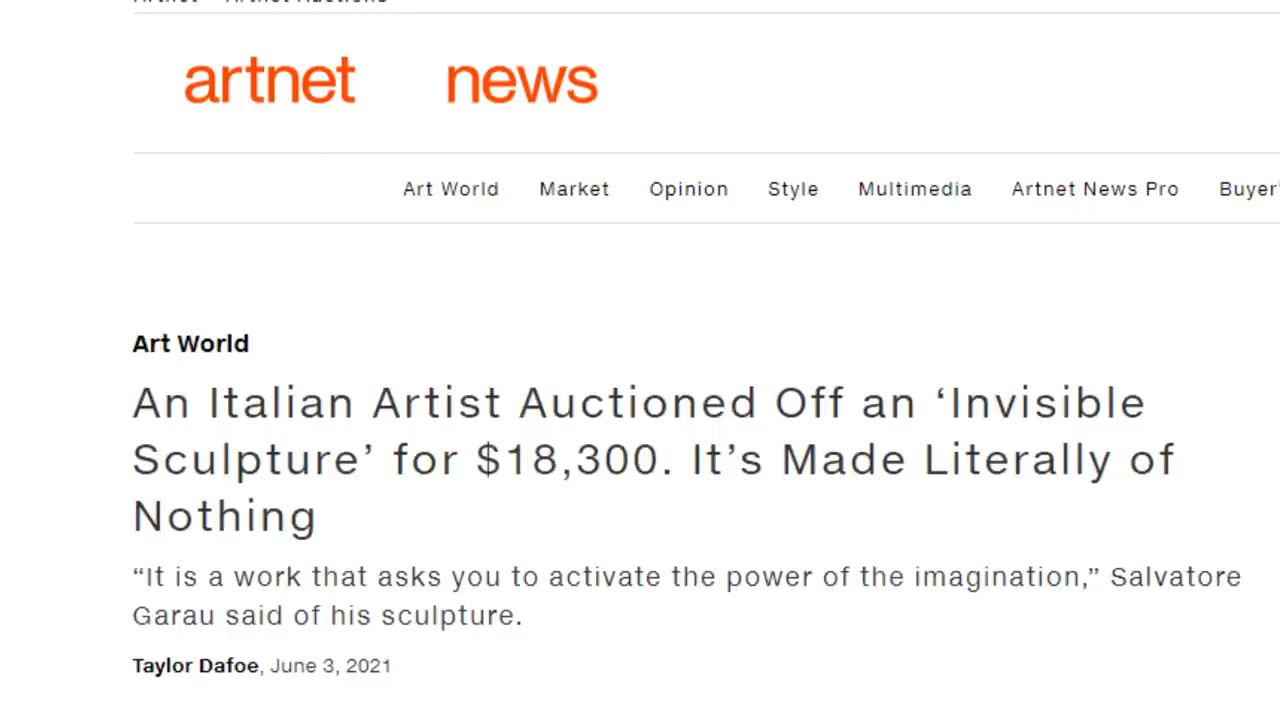 artnet news
Art World Market Opinion Style Multimedia Artnet News Pro Buyer'
Art World
An Italian Artist Auctioned Off an ‘Invisible
Sculpture’ for $18,300. It’s Made Literally of
Nothing
“It is a work that asks you to activate the power of the imagination,” Salvatore
Garau said of his sculpture.
Taylor Dafoe, June 3, 2021